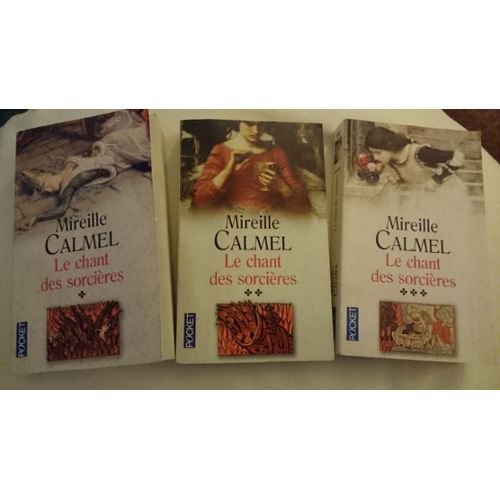 Mireille
CALMEL
Le chant
des sorcières
POCKET
Mireille
CALMEL
Le chant
des sorcières
POCKET
Mireille
CALMEL
Le chant
des sorcières
POCKET